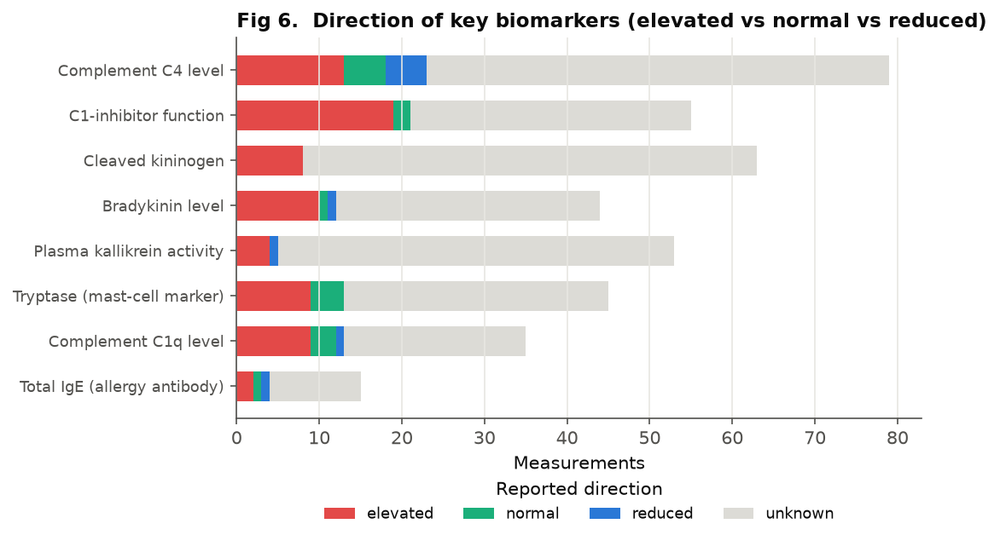 Fig 6.  Direction of key biomarkers (elevated vs normal vs reduced)
Complement C4 level
C1-inhibitor function
Cleaved kininogen
Bradykinin level
Plasma kallikrein activity
Tryptase (mast-cell marker)
Complement C1q level
Total IgE (allergy antibody)
0 10 20 30 40 50 60 70 80
Measurements
Reported direction
elevated normal reduced unknown